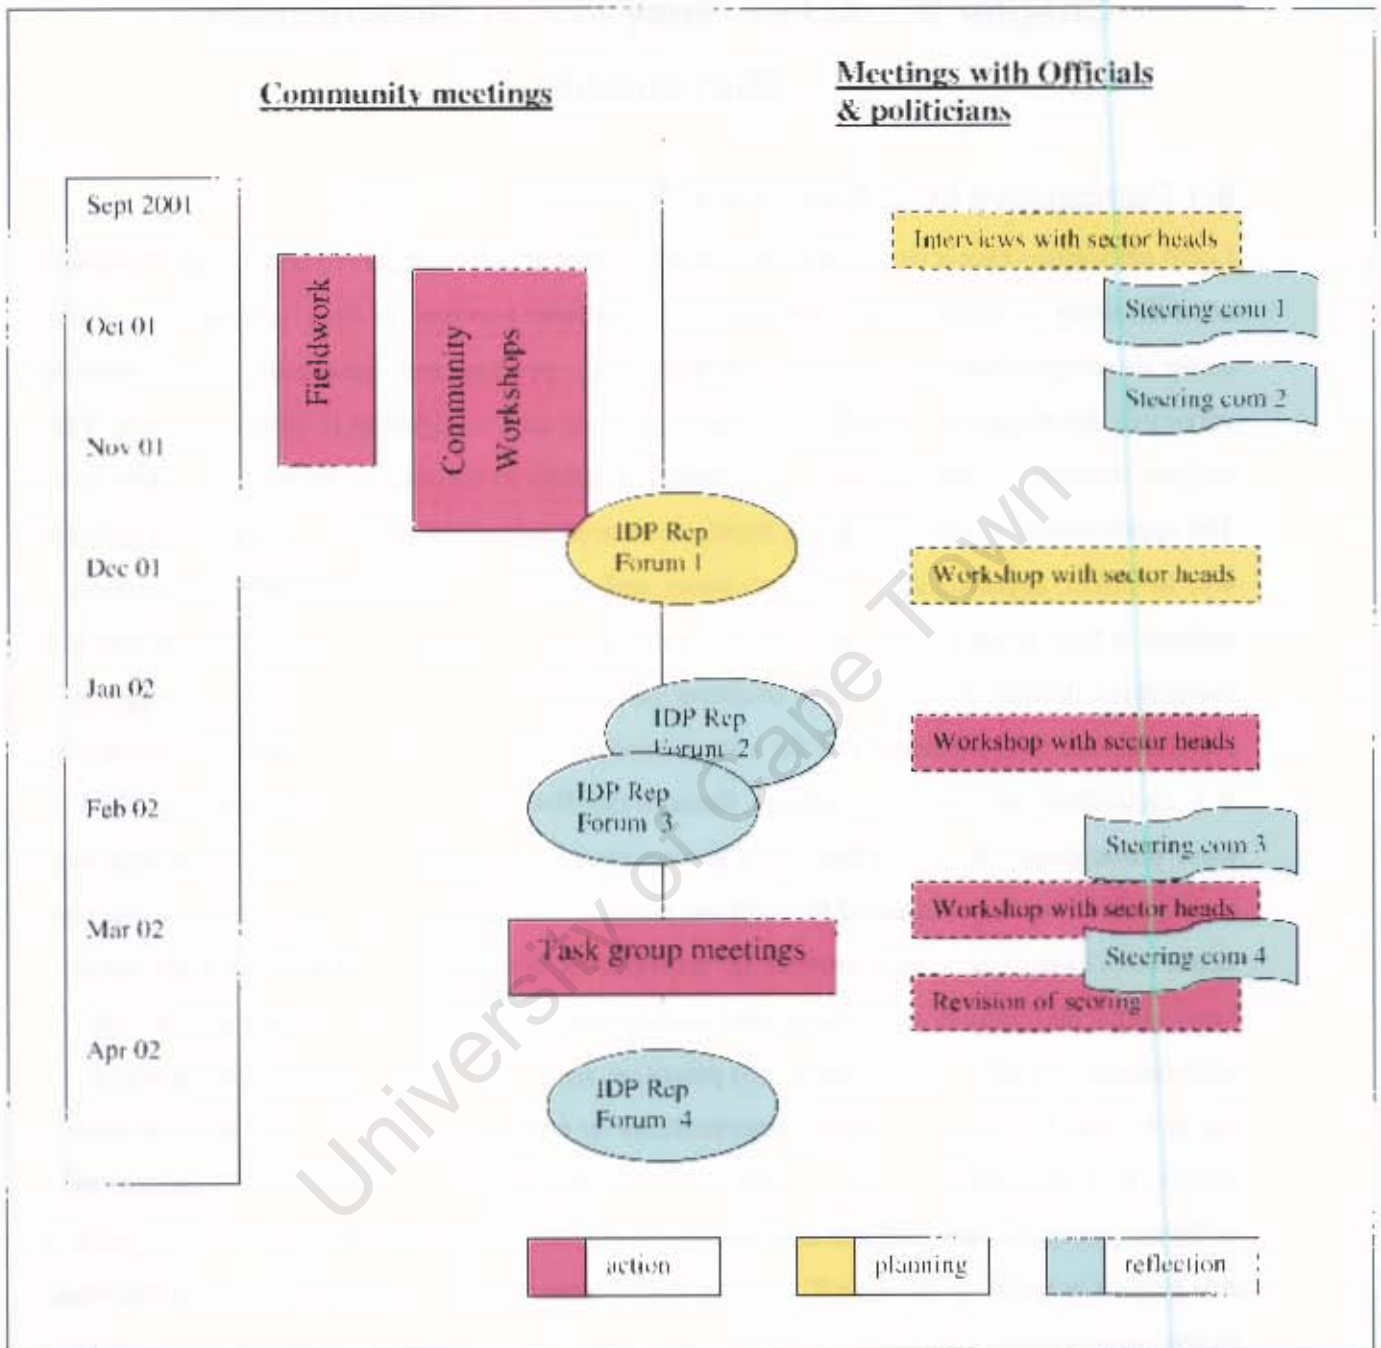 Community meetings
Meetings with Officials
& politicians
Sept 2001
Oct 01
Nov 01
Dec 01
Jan 02
Feb 02
Mar 02
Apr 02
Fieldwork
Community
Workshops
IDP Rep
Forum 1
IDP Rep
Forum 2
IDP Rep
Forum 3
Task group meetings
IDP Rep
Forum 4
Interviews with sector heads
Steering com 1
Steering com 2
Workshop with sector heads
Workshop with sector heads
Steering com 3
Workshop with sector heads
Steering com 4
Revision of scoring
action
planning
reflection
University of Cape Town